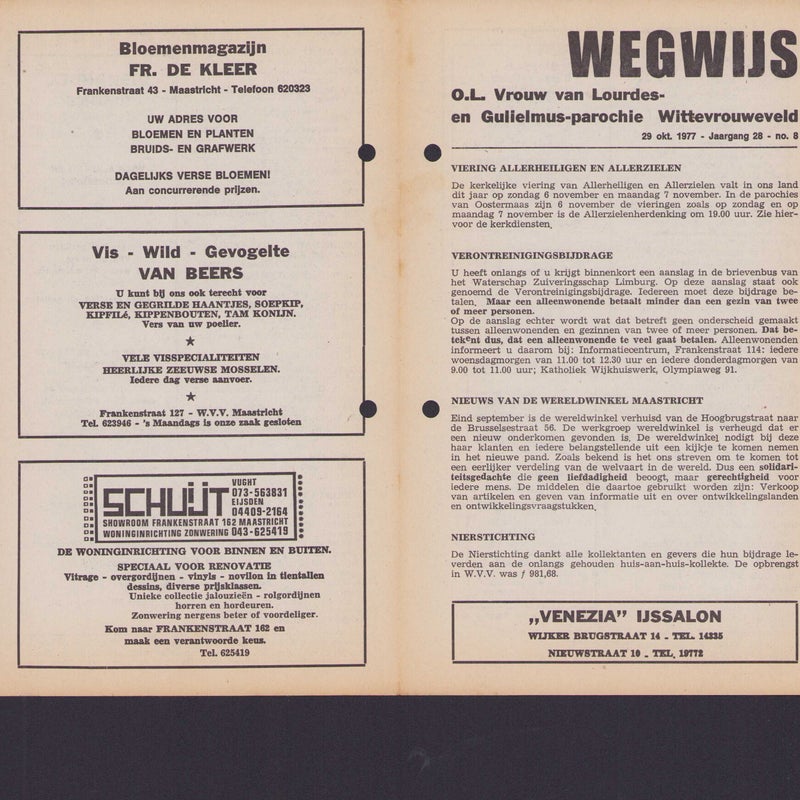 Bloemenmagazijn
FR. DE KLEER
Frankenstraat 43 - Maastricht - Telefoon 620323
UW ADRES VOOR
BLOEMEN EN PLANTEN
BRUIDS- EN GRAFWERK
DAGELIJKS VERSE BLOEMEN!
Aan concurrerende prijzen.
Vis - Wild - Gevogelte
VAN BEERS
U kunt bij ons ook terecht voor
VERSE EN GEGRILDE HAANTJES, SOEPKIP,
KIPFILé, KIPPENBOUTEN, TAM KONIJN.
Vers van uw poelier.
★
VELE VISSPECIALITEITEN
HEERLIJKE ZEEUWSE MOSSELEN.
Iedere dag verse aanvoer.
★
Frankenstraat 127 - W.V.V. Maastricht
Tel. 623946 - 's Maandags is onze zaak gesloten
SCHUIJT
VUGHT
073-563831
EIJSDEN
04409-2164
SHOWROOM FRANKENSTRAAT 162 MAASTRICHT
WONINGINRICHTING ZONWERING 043-625419
DE WONINGINRICHTING VOOR BINNEN EN BUITEN.
SPECIAAL VOOR RENOVATIE
Vitrage - overgordijnen - vinyls - novilon in tientallen
dessins, diverse prijsklassen.
Unieke collectie jalouzieën - rolgordijnen
horren en hordeuren.
Zonwering nergens beter of voordeliger.
Kom naar FRANKENSTRAAT 162 en
maak een verantwoorde keus.
Tel. 625419
WEGWIJS
O.L. Vrouw van Lourdes-
en Gulielmus-parochie Wittevrouweveld
29 okt. 1977 - Jaargang 28 - no. 8
VIERING ALLERHEILIGEN EN ALLERZIELEN
De kerkelijke viering van Allerheiligen en Allerzielen valt in ons land
dit jaar op zondag 6 november en maandag 7 november. In de parochies
van Oostermaas zijn 6 november de vieringen zoals op zondag en op
maandag 7 november is de Allerzielenherdenking om 19.00 uur. Zie hier-
voor de kerkdiensten.
VERONTREINIGINGSBIJDRAGE
U heeft onlangs of u krijgt binnenkort een aanslag in de brievenbus van
het Waterschap Zuiveringsschap Limburg. Op deze aanslag staat ook
genoemd de Verontreinigingsbijdrage. Iedereen moet deze bijdrage be-
talen. Maar een alleenwonende betaalt minder dan een gezin van twee
of meer personen.
Op de aanslag echter wordt wat dat betreft geen onderscheid gemaakt
tussen alleenwonenden en gezinnen van twee of meer personen. Dat be-
tekent dus, dat een alleenwonende te veel gaat betalen. Alleenwonenden
informeert u daarom bij: Informatiecentrum, Frankenstraat 114: iedere
woensdagmorgen van 11.00 tot 12.30 uur en iedere donderdagmorgen van
9.00 tot 11.00 uur; Katholiek Wijkhuiswerk, Olympiaweg 91.
NIEUWS VAN DE WERELDWINKEL MAASTRICHT
Eind september is de wereldwinkel verhuisd van de Hoogbrugstraat naar
de Brusselsestraat 56. De werkgroep wereldwinkel is verheugd dat er
een nieuw onderkomen gevonden is. De wereldwinkel nodigt bij deze
haar klanten en iedere belangstellende uit een kijkje te komen nemen
in het nieuwe pand. Zoals bekend is het ons streven om te komen tot
een eerlijker verdeling van de welvaart in de wereld. Dus een solidari-
teitsgedachte die geen liefdadigheid beoogt, maar gerechtigheid voor
iedere mens. De middelen die daartoe gebruikt worden zijn: Verkoop
van artikelen en geven van informatie uit en over ontwikkelingslanden
en ontwikkelingsvraagstukken.
NIERSTICHTING
De Nierstichting dankt alle kollektanten en gevers die hun bijdrage le-
verden aan de onlangs gehouden huis-aan-huis-kollekte. De opbrengst
in W.V.V. was ƒ 981,68.
„VENEZIA" IJSSALON
WIJKER BRUGSTRAAT 14 - TEL. 14335
NIEUWSTRAAT 10 - TEL. 19772